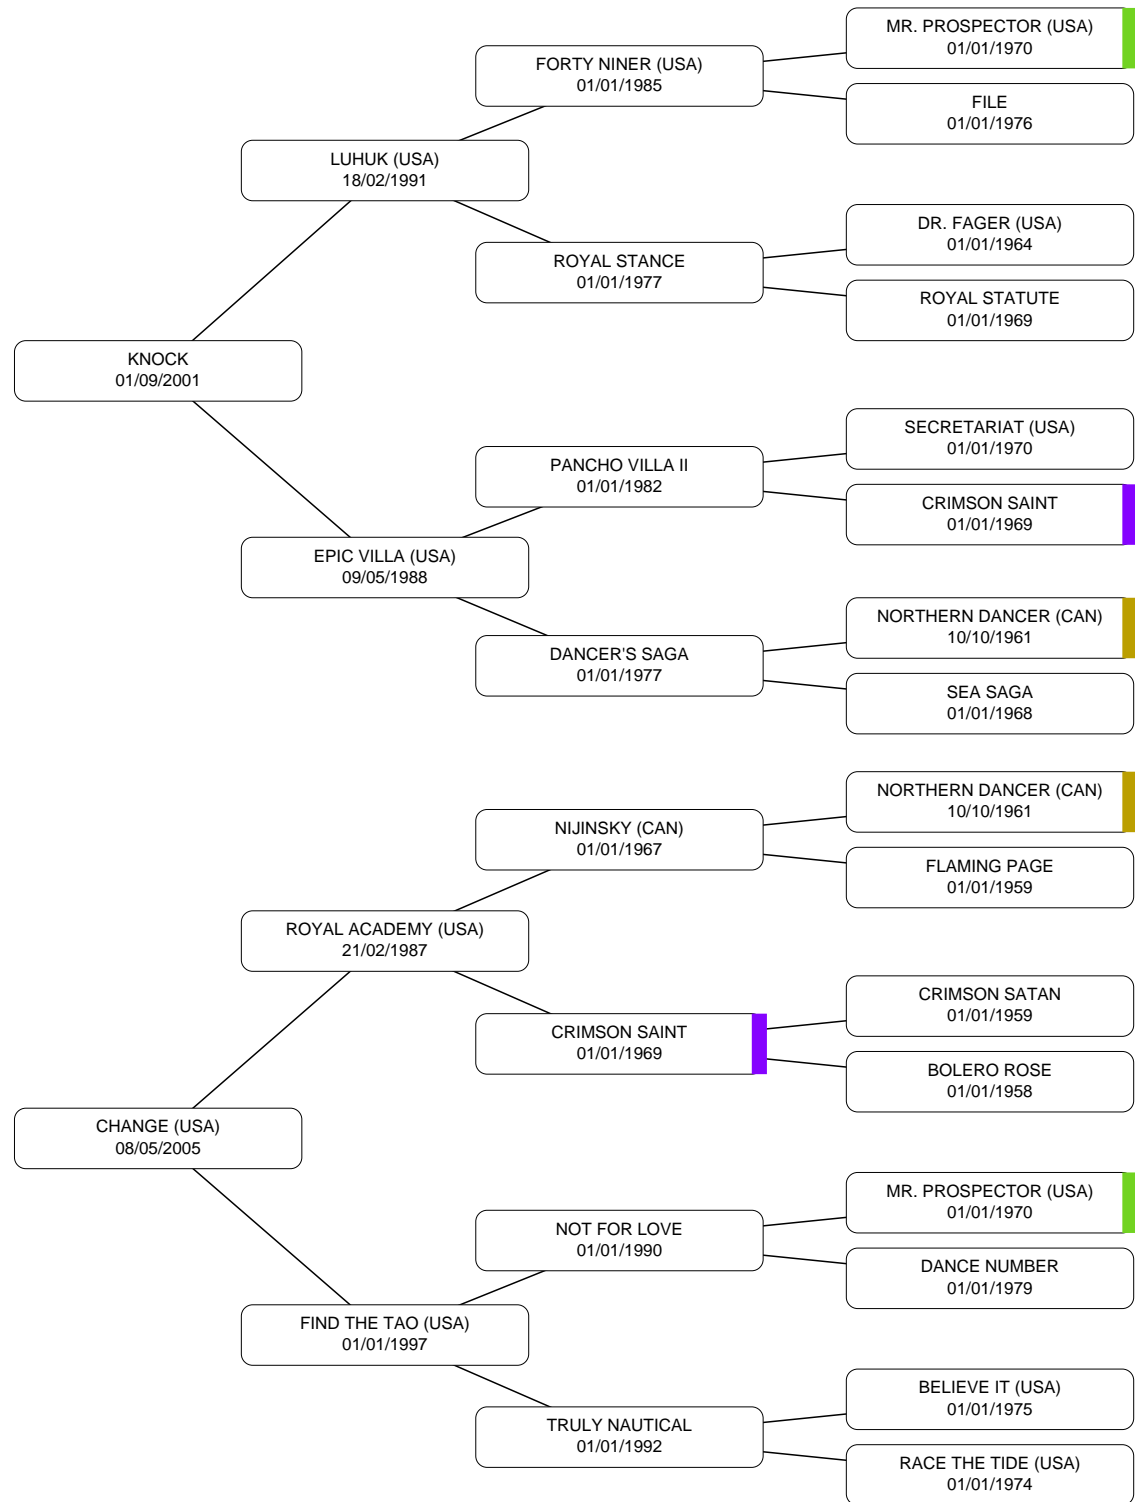 MR. PROSPECTOR (USA)
01/01/1970
FORTY NINER (USA)
01/01/1985
FILE
01/01/1976
LUHUK (USA)
18/02/1991
DR. FAGER (USA)
01/01/1964
ROYAL STANCE
01/01/1977
ROYAL STATUTE
01/01/1969
KNOCK
01/09/2001
SECRETARIAT (USA)
01/01/1970
PANCHO VILLA II
01/01/1982
CRIMSON SAINT
01/01/1969
EPIC VILLA (USA)
09/05/1988
NORTHERN DANCER (CAN)
10/10/1961
DANCER'S SAGA
01/01/1977
SEA SAGA
01/01/1968
NORTHERN DANCER (CAN)
10/10/1961
NIJINSKY (CAN)
01/01/1967
FLAMING PAGE
01/01/1959
ROYAL ACADEMY (USA)
21/02/1987
CRIMSON SATAN
01/01/1959
CRIMSON SAINT
01/01/1969
BOLERO ROSE
01/01/1958
CHANGE (USA)
08/05/2005
MR. PROSPECTOR (USA)
01/01/1970
NOT FOR LOVE
01/01/1990
DANCE NUMBER
01/01/1979
FIND THE TAO (USA)
01/01/1997
BELIEVE IT (USA)
01/01/1975
TRULY NAUTICAL
01/01/1992
RACE THE TIDE (USA)
01/01/1974